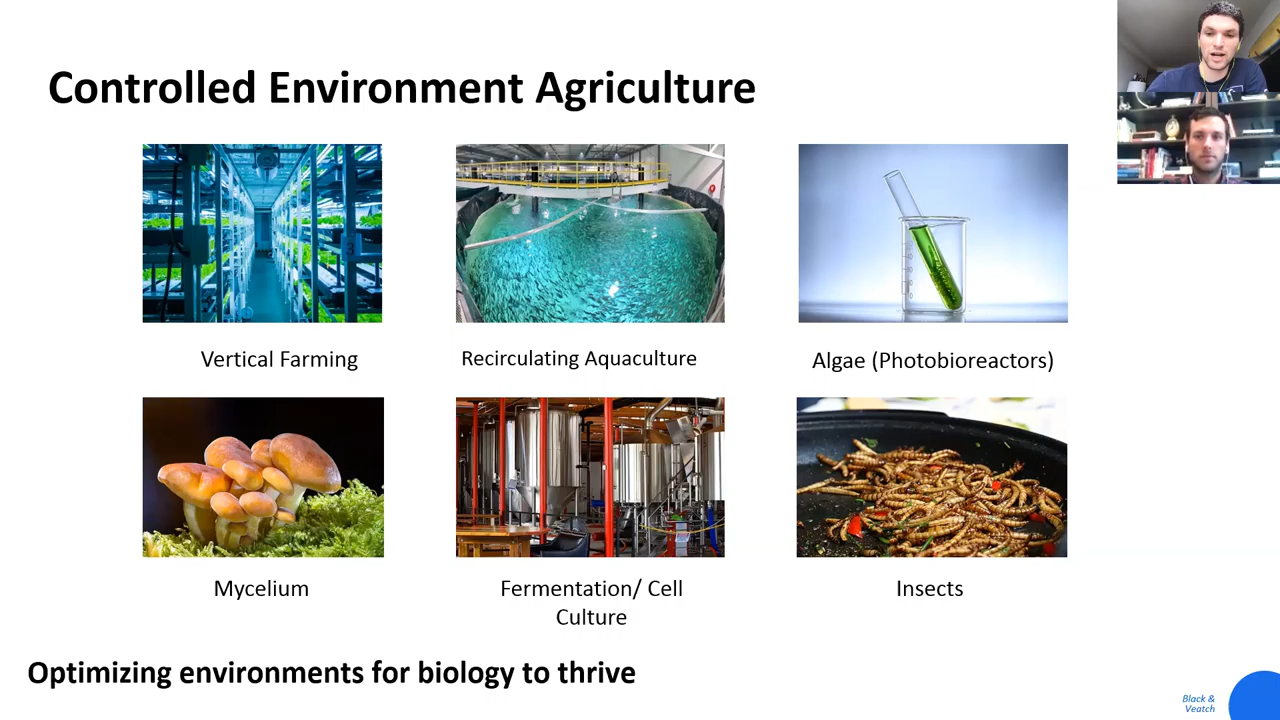 Controlled Environment Agriculture
Vertical Farming
Recirculating Aquaculture
Algae (Photobioreactors)
Mycelium
Fermentation/ Cell
Culture
Insects
Optimizing environments for biology to thrive
Black &
Veatch